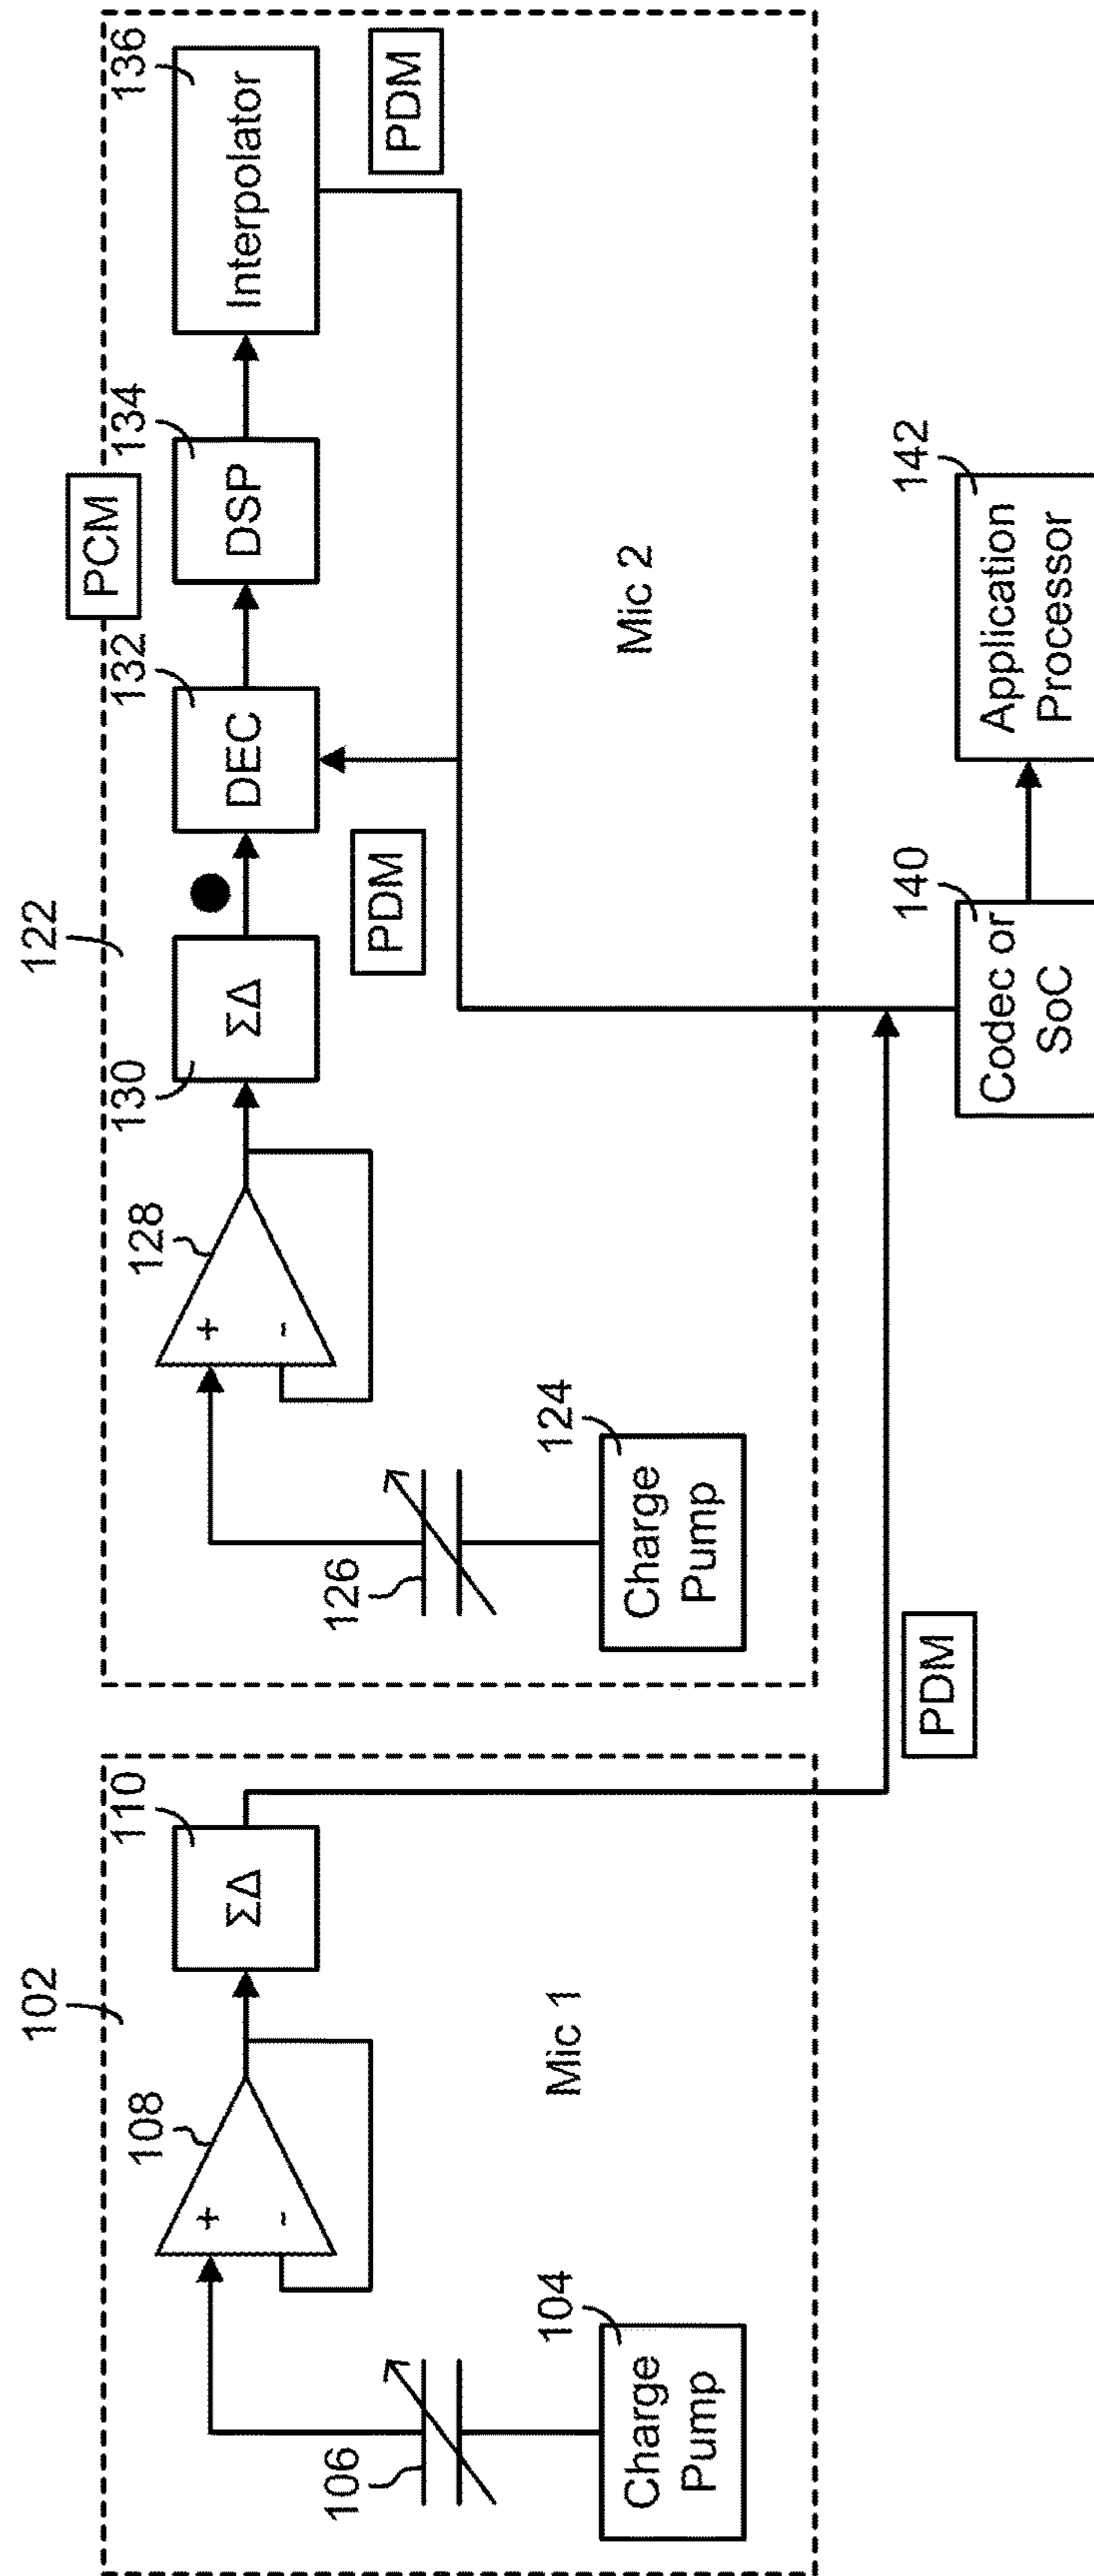 102
108
+
-
110
ΣΔ
106
104
Charge
Pump
Mic 1
PDM
122
128
+
-
130
ΣΔ
132
DEC
PCM
134
DSP
136
Interpolator
PDM
PDM
126
124
Charge
Pump
Mic 2
140
Codec or
SoC
142
Application
Processor